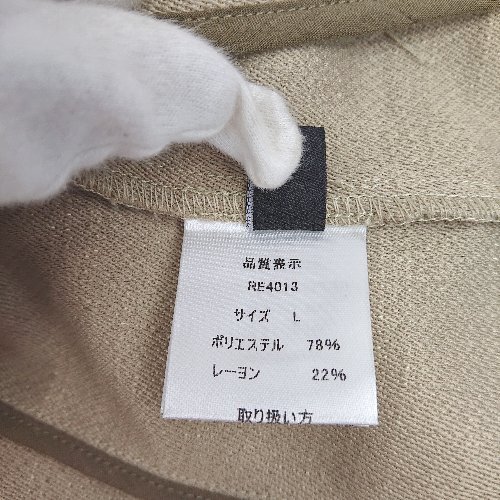 品質表示
RE4013
サイズ L
ポリエステル 78%
レーヨン 22%
取り扱い方